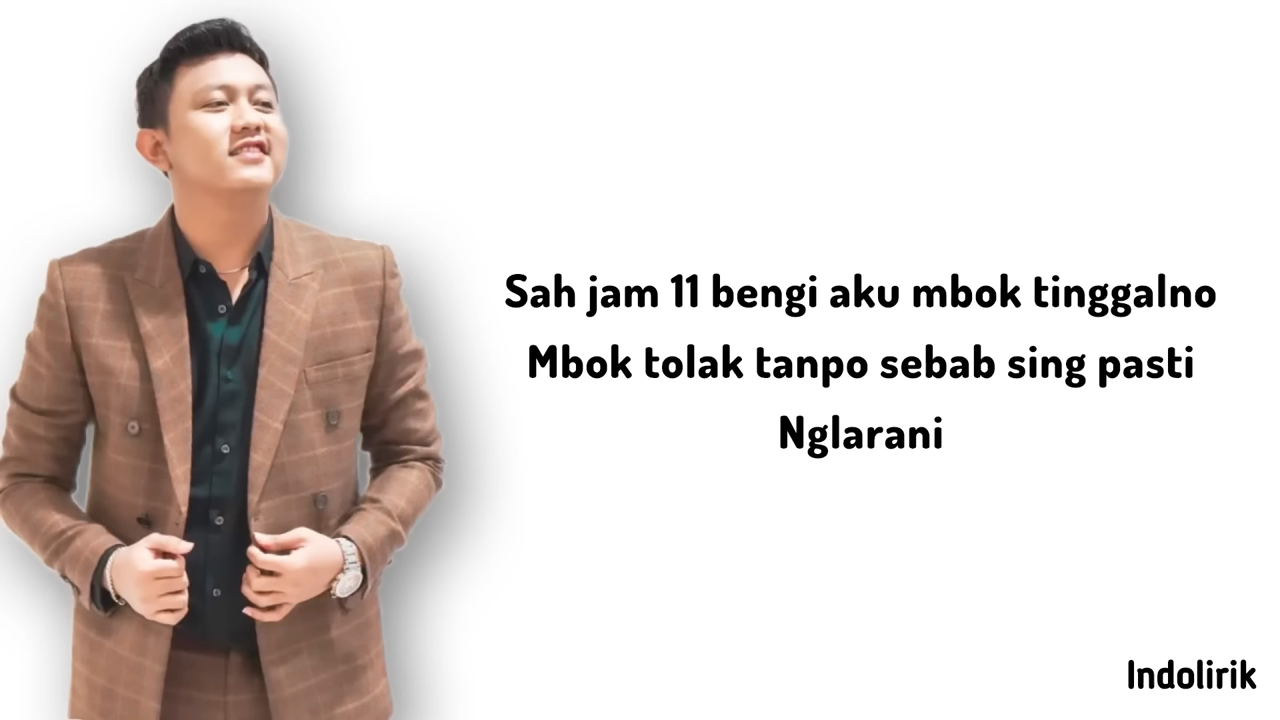 Sah jam 11 bengi aku mbok tinggalno
Mbok tolak tanpo sebab sing pasti
Nglarani
Indolirik